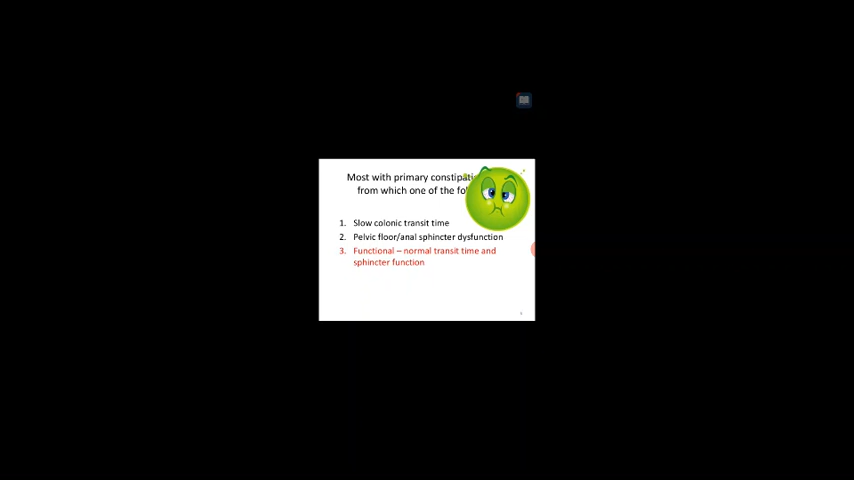 Most with primary constipati
from which one of the fo
1. Slow colonic transit time
2. Pelvic floor/anal sphincter dysfunction
3. Functional – normal transit time and
sphincter function